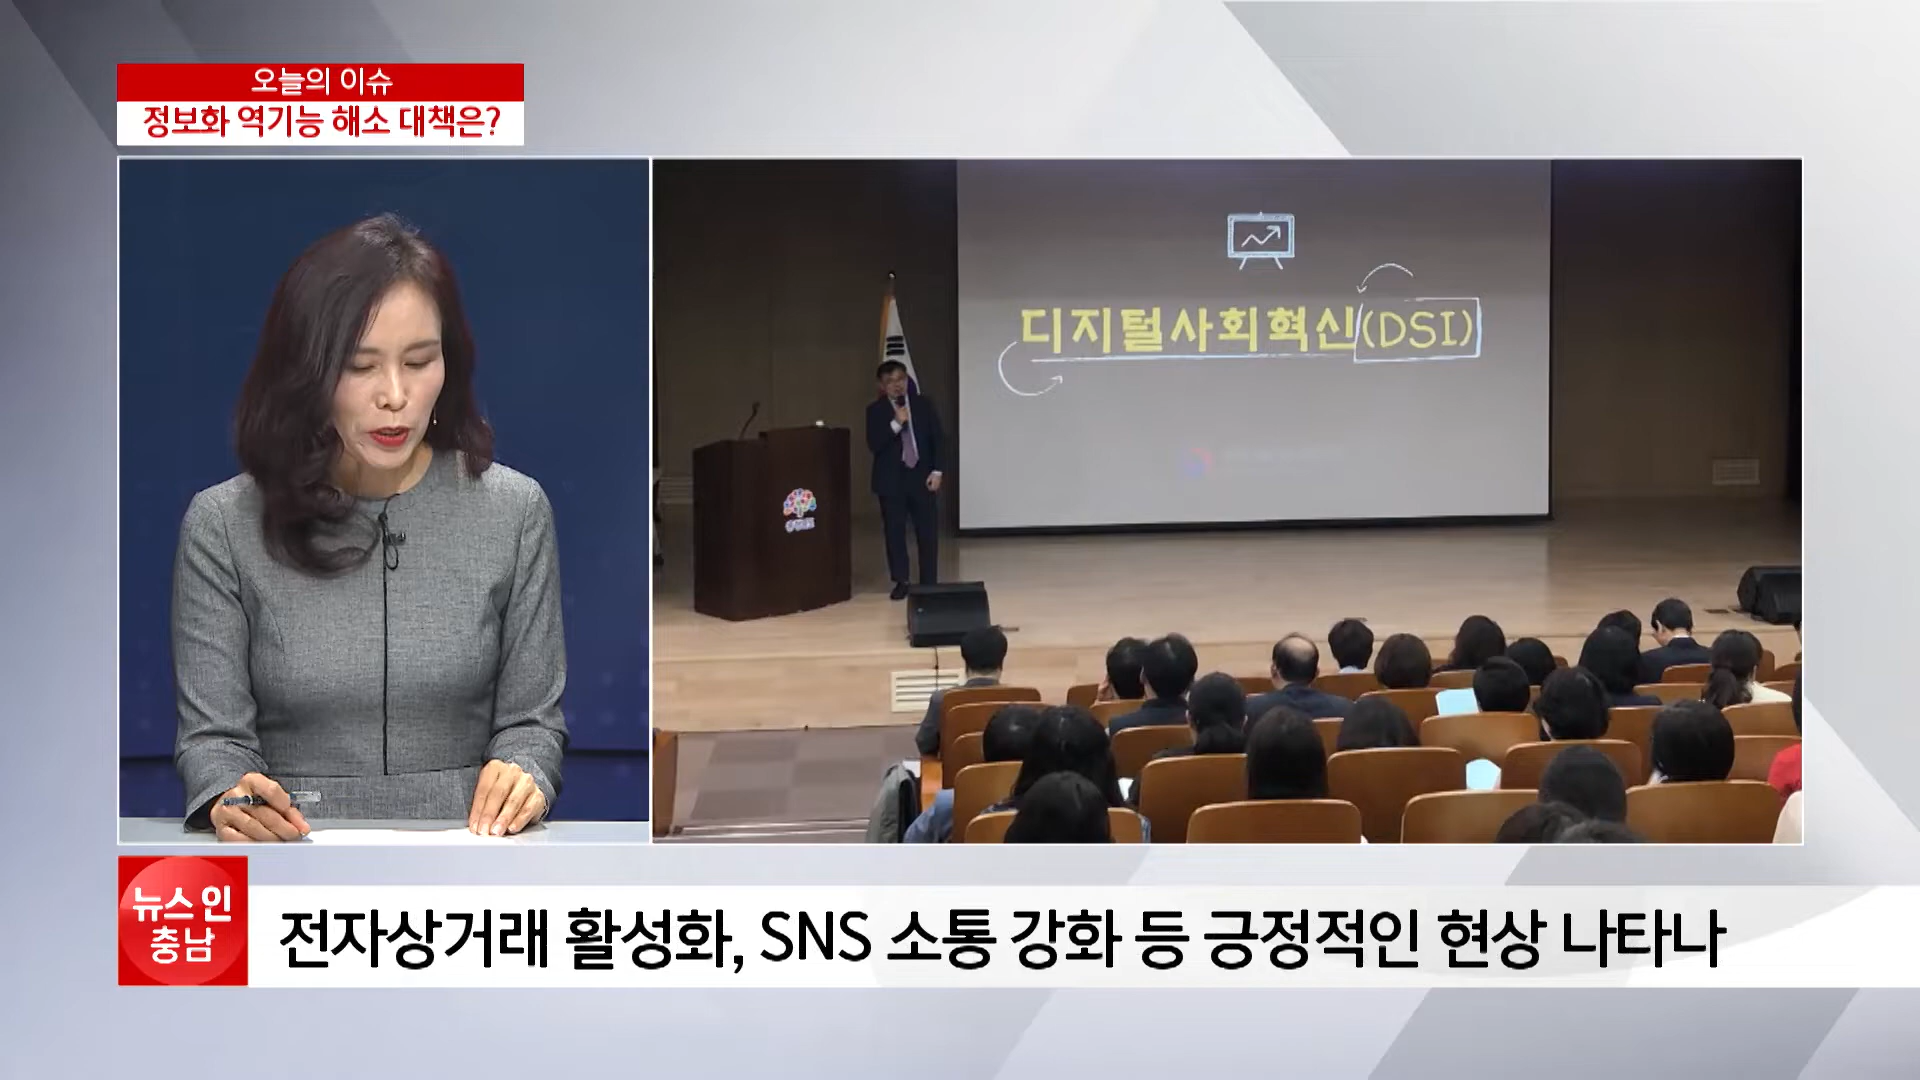 오늘의 이슈
정보화 역기능 해소 대책은?
디지털사회혁신(DSI)
뉴스 인
충남
전자상거래 활성화, SNS 소통 강화 등 긍정적인 현상 나타나